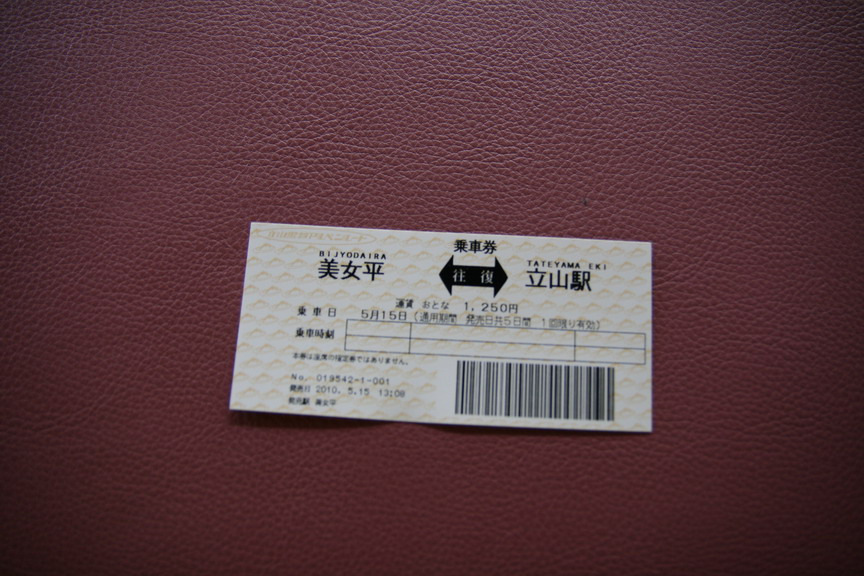 乗車券
BIJYODAIRA
美女平
往復
TATEYAMA EKI
立山駅
運賃 おとな 1,250円
乗車日 5月15日(通用期間 発売日共5日間 1回限り有効)
乗車時刻
本券は座席の確定券ではありません。
No. 019542-1-001
発売日 2010. 5.15 13:08
発売駅 美女平